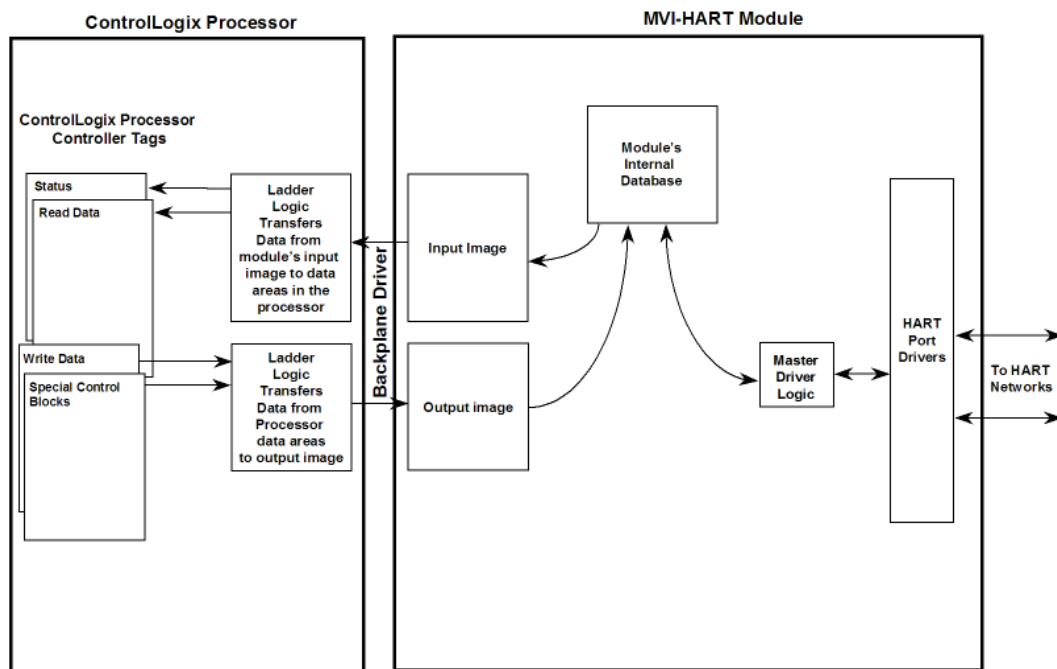 ControlLogix Processor
MVI-HART Module
ControlLogix Processor
Controller Tags
Status
Read Data
Write Data
Special Control
Blocks
Ladder
Logic
Transfers
Data from
module's input
image to data
areas in the
processor
Ladder
Logic
Transfers
Data from
Processor
data areas
to output image
Backplane Driver
Input Image
Output image
Module's
Internal
Database
Master
Driver
Logic
HART
Port
Drivers
To HART
Networks